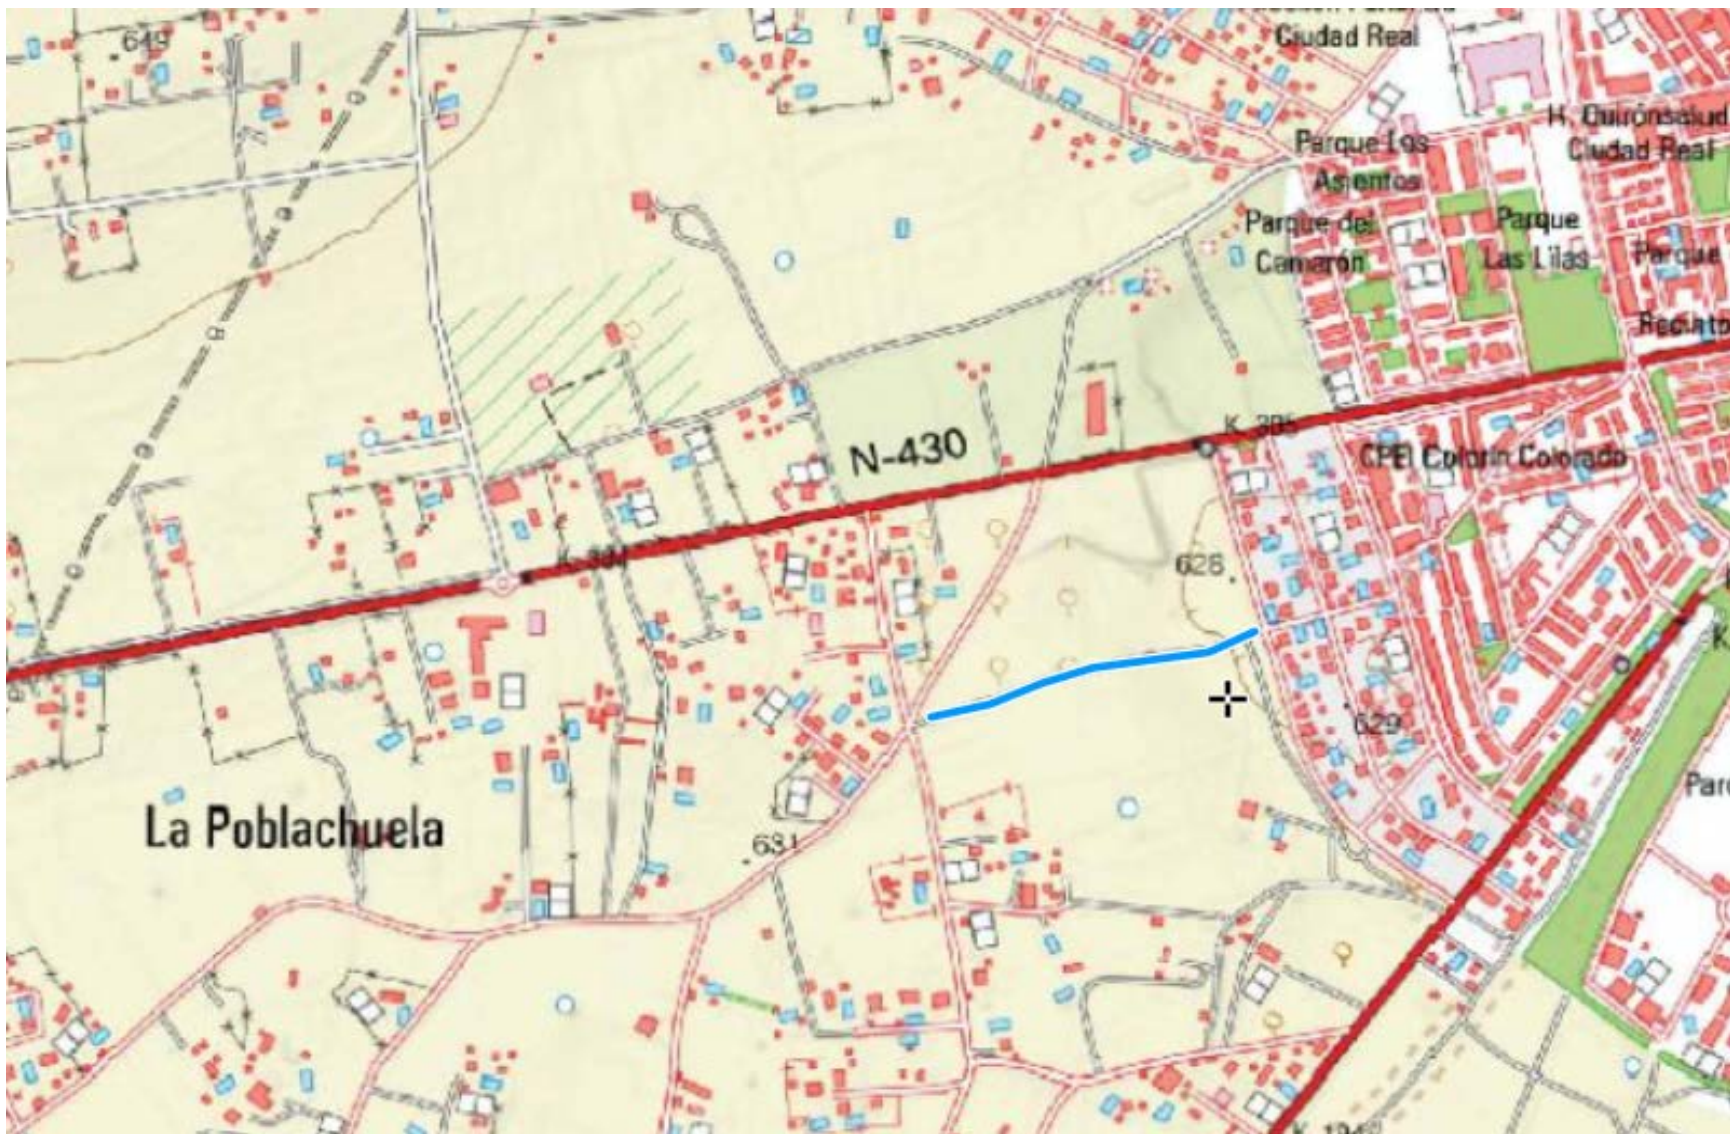 Ciudad Real
649
H. Quirónsalud
Ciudad Real
Parque Los
Asientos
Parque del
Camarón
Parque
Las Lilas
Parque
Recinto
N-430
K. 305
CPEI Colorín Colorado
628
629
La Poblachuela
631